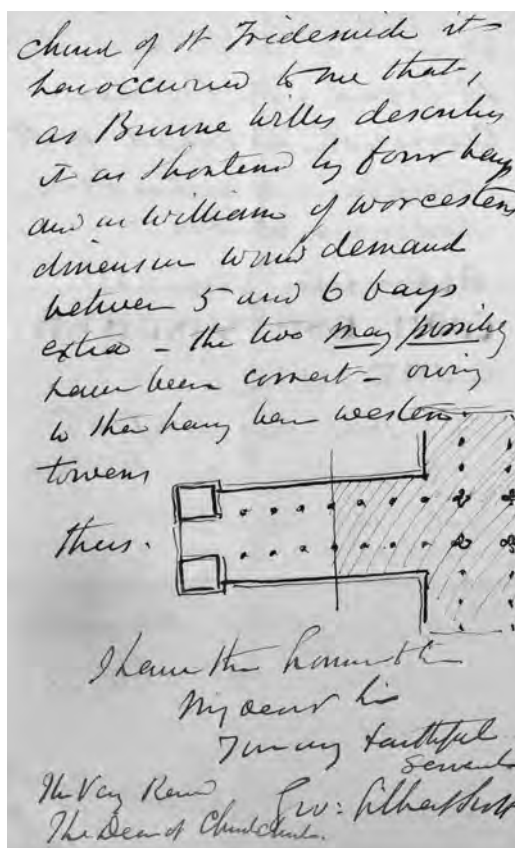 church of St Frideswide it
has occurred to me that,
as Browne Willis describes
it as shortened by four bays
and as William of Worcesters
dimension would demand
between 5 and 6 bays
extra – the two may possibly
have been correct – owing
to there having been western
towers
thus.
I have the honour to be
My dear Sir
Your very faithful
Servant
Geo: Gilbert Scott
The Very Revd
The Dean of Christchurch.